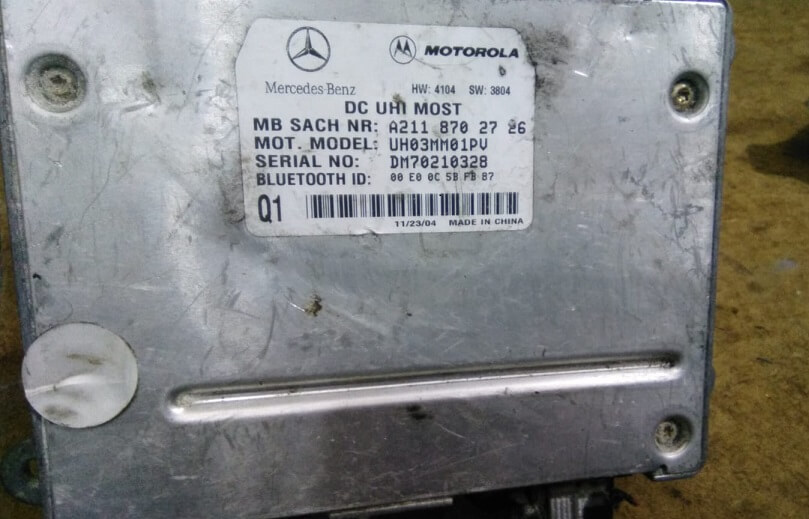 MOTOROLA
Mercedes-Benz HW: 4104 SW: 3804
DC UHI MOST
MB SACH NR: A211 870 27 26
MOT. MODEL: UH03MM01PV
SERIAL NO: DM70210328
BLUETOOTH ID: 00 E0 0C 5B FB B7
Q1
11/23/04 MADE IN CHINA